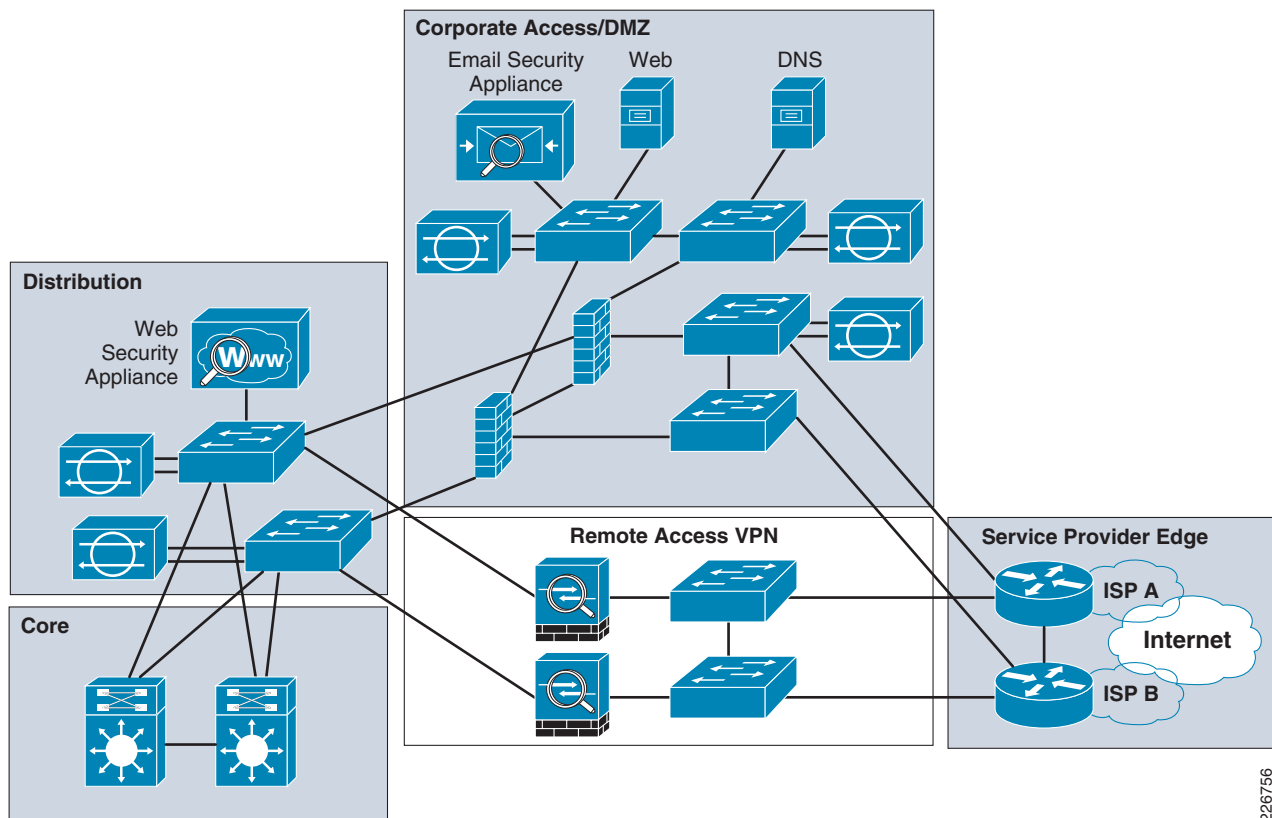 Corporate Access/DMZ
Email Security
Appliance
Web
DNS
Distribution
Web
Security
Appliance
Www
Remote Access VPN
Service Provider Edge
ISP A
Internet
ISP B
Core
226756